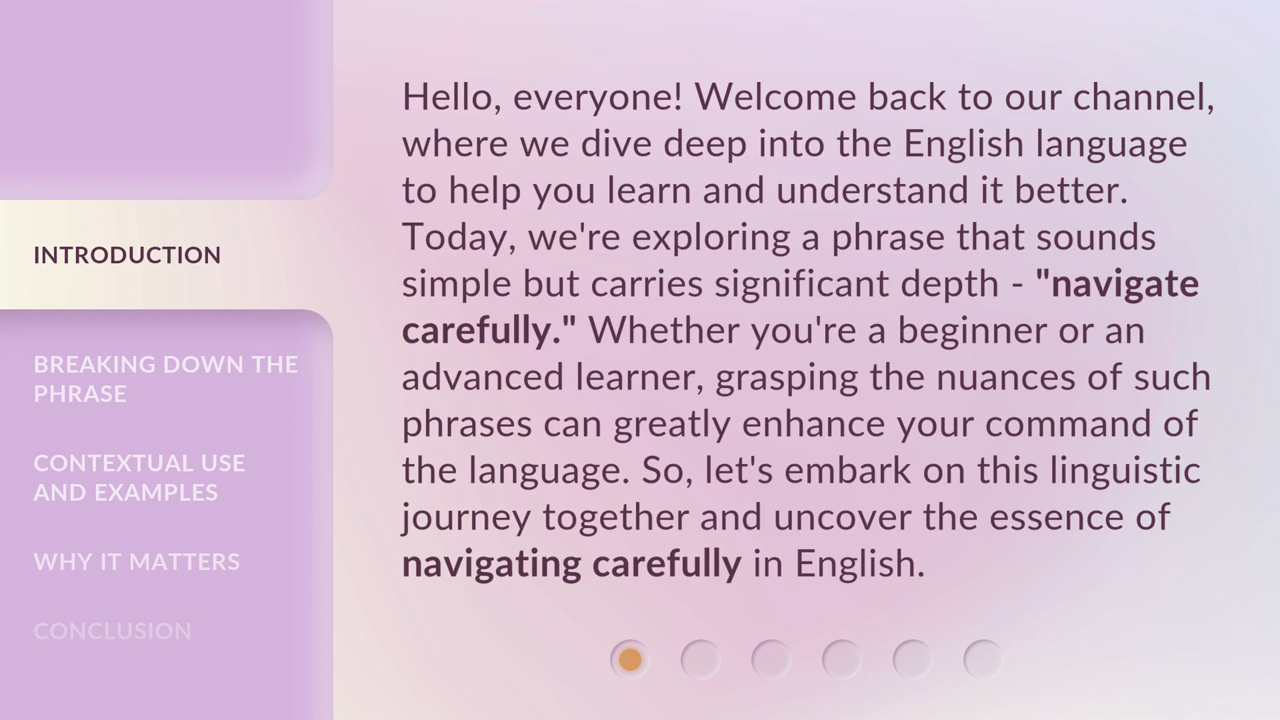 INTRODUCTION
BREAKING DOWN THE
PHRASE
CONTEXTUAL USE
AND EXAMPLES
WHY IT MATTERS
CONCLUSION
Hello, everyone! Welcome back to our channel,
where we dive deep into the English language
to help you learn and understand it better.
Today, we're exploring a phrase that sounds
simple but carries significant depth - "navigate
carefully." Whether you're a beginner or an
advanced learner, grasping the nuances of such
phrases can greatly enhance your command of
the language. So, let's embark on this linguistic
journey together and uncover the essence of
navigating carefully in English.